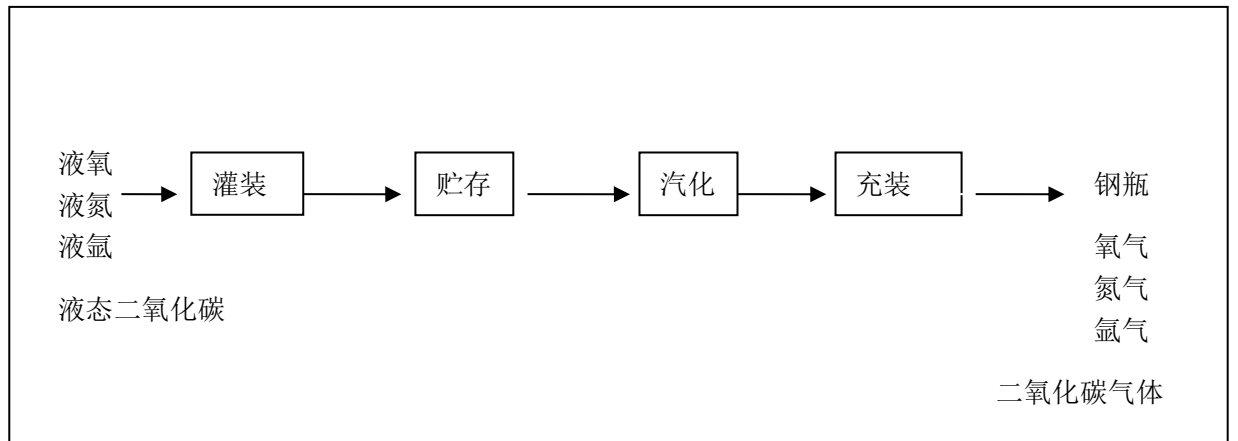 液氧
液氮
液氩
液态二氧化碳
灌装
贮存
汽化
充装
钢瓶
氧气
氮气
氩气
二氧化碳气体